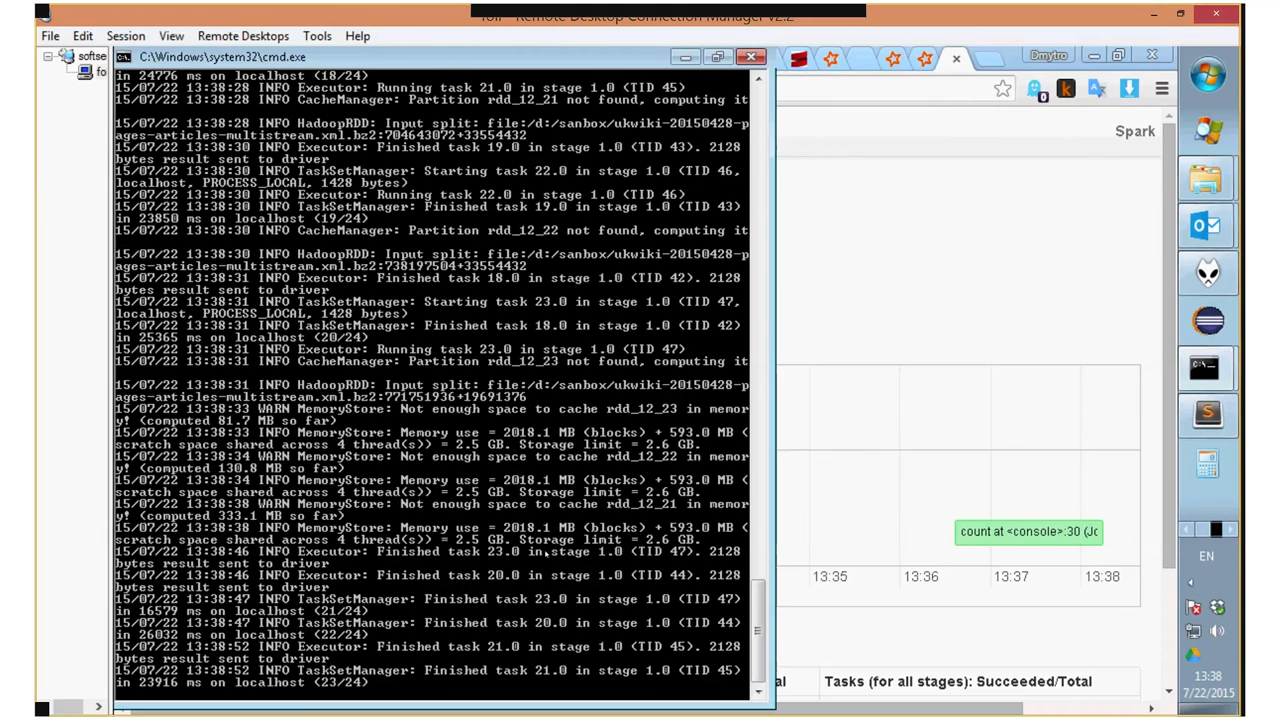 Remote Desktop Connection Manager v2.2
File Edit Session View Remote Desktops Tools Help
softse
fo
C:\Windows\system32\cmd.exe
Dmytro
in 24776 ms on localhost (18/24)
15/07/22 13:38:28 INFO Executor: Running task 21.0 in stage 1.0 (TID 45)
15/07/22 13:38:28 INFO CacheManager: Partition rdd_12_21 not found, computing it
15/07/22 13:38:28 INFO HadoopRDD: Input split: file:/d:/sanbox/ukwiki-20150428-p
ages-articles-multistream.xml.bz2:704643072+33554432
15/07/22 13:38:30 INFO Executor: Finished task 19.0 in stage 1.0 (TID 43). 2128
bytes result sent to driver
15/07/22 13:38:30 INFO TaskSetManager: Starting task 22.0 in stage 1.0 (TID 46,
localhost, PROCESS_LOCAL, 1428 bytes)
15/07/22 13:38:30 INFO Executor: Running task 22.0 in stage 1.0 (TID 46)
15/07/22 13:38:30 INFO TaskSetManager: Finished task 19.0 in stage 1.0 (TID 43)
in 23850 ms on localhost (19/24)
15/07/22 13:38:30 INFO CacheManager: Partition rdd_12_22 not found, computing it
15/07/22 13:38:30 INFO HadoopRDD: Input split: file:/d:/sanbox/ukwiki-20150428-p
ages-articles-multistream.xml.bz2:738197504+33554432
15/07/22 13:38:31 INFO Executor: Finished task 18.0 in stage 1.0 (TID 42). 2128
bytes result sent to driver
15/07/22 13:38:31 INFO TaskSetManager: Starting task 23.0 in stage 1.0 (TID 47,
localhost, PROCESS_LOCAL, 1428 bytes)
15/07/22 13:38:31 INFO TaskSetManager: Finished task 18.0 in stage 1.0 (TID 42)
in 25365 ms on localhost (20/24)
15/07/22 13:38:31 INFO Executor: Running task 23.0 in stage 1.0 (TID 47)
15/07/22 13:38:31 INFO CacheManager: Partition rdd_12_23 not found, computing it
15/07/22 13:38:31 INFO HadoopRDD: Input split: file:/d:/sanbox/ukwiki-20150428-p
ages-articles-multistream.xml.bz2:771751936+19691376
15/07/22 13:38:33 WARN MemoryStore: Not enough space to cache rdd_12_23 in memor
y! (computed 81.7 MB so far)
15/07/22 13:38:33 INFO MemoryStore: Memory use = 2018.1 MB (blocks) + 593.0 MB (
scratch space shared across 4 thread(s)) = 2.5 GB. Storage limit = 2.6 GB.
15/07/22 13:38:34 WARN MemoryStore: Not enough space to cache rdd_12_22 in memor
y! (computed 130.8 MB so far)
15/07/22 13:38:34 INFO MemoryStore: Memory use = 2018.1 MB (blocks) + 593.0 MB (
scratch space shared across 4 thread(s)) = 2.5 GB. Storage limit = 2.6 GB.
15/07/22 13:38:38 WARN MemoryStore: Not enough space to cache rdd_12_21 in memor
y! (computed 333.1 MB so far)
15/07/22 13:38:38 INFO MemoryStore: Memory use = 2018.1 MB (blocks) + 593.0 MB (
scratch space shared across 4 thread(s)) = 2.5 GB. Storage limit = 2.6 GB.
15/07/22 13:38:46 INFO Executor: Finished task 23.0 in stage 1.0 (TID 47). 2128
bytes result sent to driver
15/07/22 13:38:46 INFO Executor: Finished task 20.0 in stage 1.0 (TID 44). 2128
bytes result sent to driver
15/07/22 13:38:47 INFO TaskSetManager: Finished task 23.0 in stage 1.0 (TID 47)
in 16579 ms on localhost (21/24)
15/07/22 13:38:47 INFO TaskSetManager: Finished task 20.0 in stage 1.0 (TID 44)
in 26032 ms on localhost (22/24)
15/07/22 13:38:52 INFO Executor: Finished task 21.0 in stage 1.0 (TID 45). 2128
bytes result sent to driver
15/07/22 13:38:52 INFO TaskSetManager: Finished task 21.0 in stage 1.0 (TID 45)
in 23916 ms on localhost (23/24)
0
Spark
count at <console>:30 (Jo
13:35 13:36 13:37 13:38
al Tasks (for all stages): Succeeded/Total
EN
13:38
7/22/2015